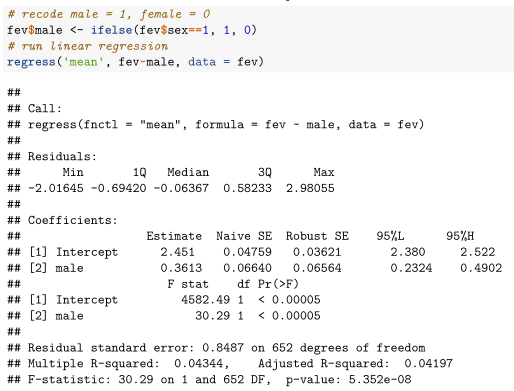 # recode male = 1, female = 0
fev$male <- ifelse(fev$sex==1, 1, 0)
# run linear regression
regress('mean', fev~male, data = fev)
##
## Call:
## regress(fnctl = "mean", formula = fev ~ male, data = fev)
##
## Residuals:
##      Min       1Q   Median       3Q      Max
## -2.01645 -0.69420 -0.06367  0.58233  2.98055
##
## Coefficients:
##                Estimate  Naive SE  Robust SE    95%L      95%H
## [1] Intercept    2.451    0.04759   0.03621       2.380     2.522
## [2] male         0.3613   0.06640   0.06564       0.2324    0.4902
##                   F stat    df Pr(>F)
## [1] Intercept      4582.49 1  < 0.00005
## [2] male             30.29 1  < 0.00005
##
## Residual standard error: 0.8487 on 652 degrees of freedom
## Multiple R-squared:  0.04344,    Adjusted R-squared:  0.04197
## F-statistic: 30.29 on 1 and 652 DF,  p-value: 5.352e-08